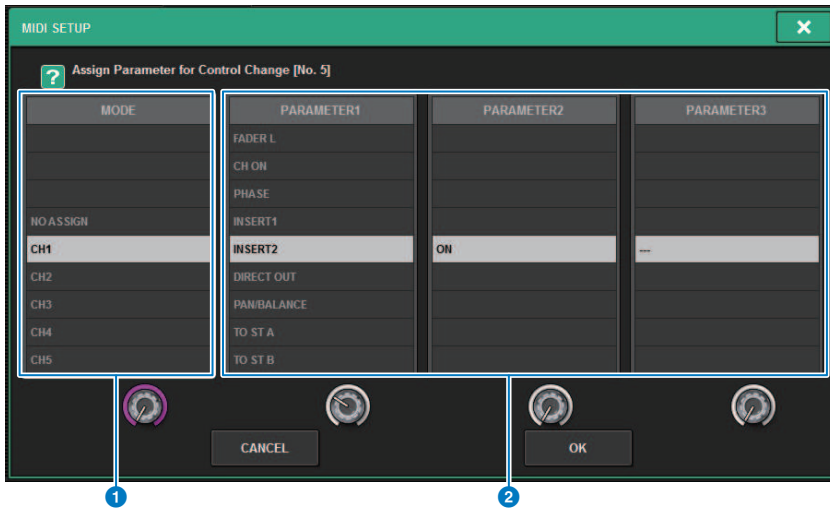 MIDI SETUP
×
? Assign Parameter for Control Change [No. 5]
MODE PARAMETER1 PARAMETER2 PARAMETER3
FADER L
CH ON
PHASE
NO ASSIGN INSERT1
CH1 INSERT2 ON ---
CH2 DIRECT OUT
CH3 PAN/BALANCE
CH4 TO ST A
CH5 TO ST B
CANCEL OK
1 2